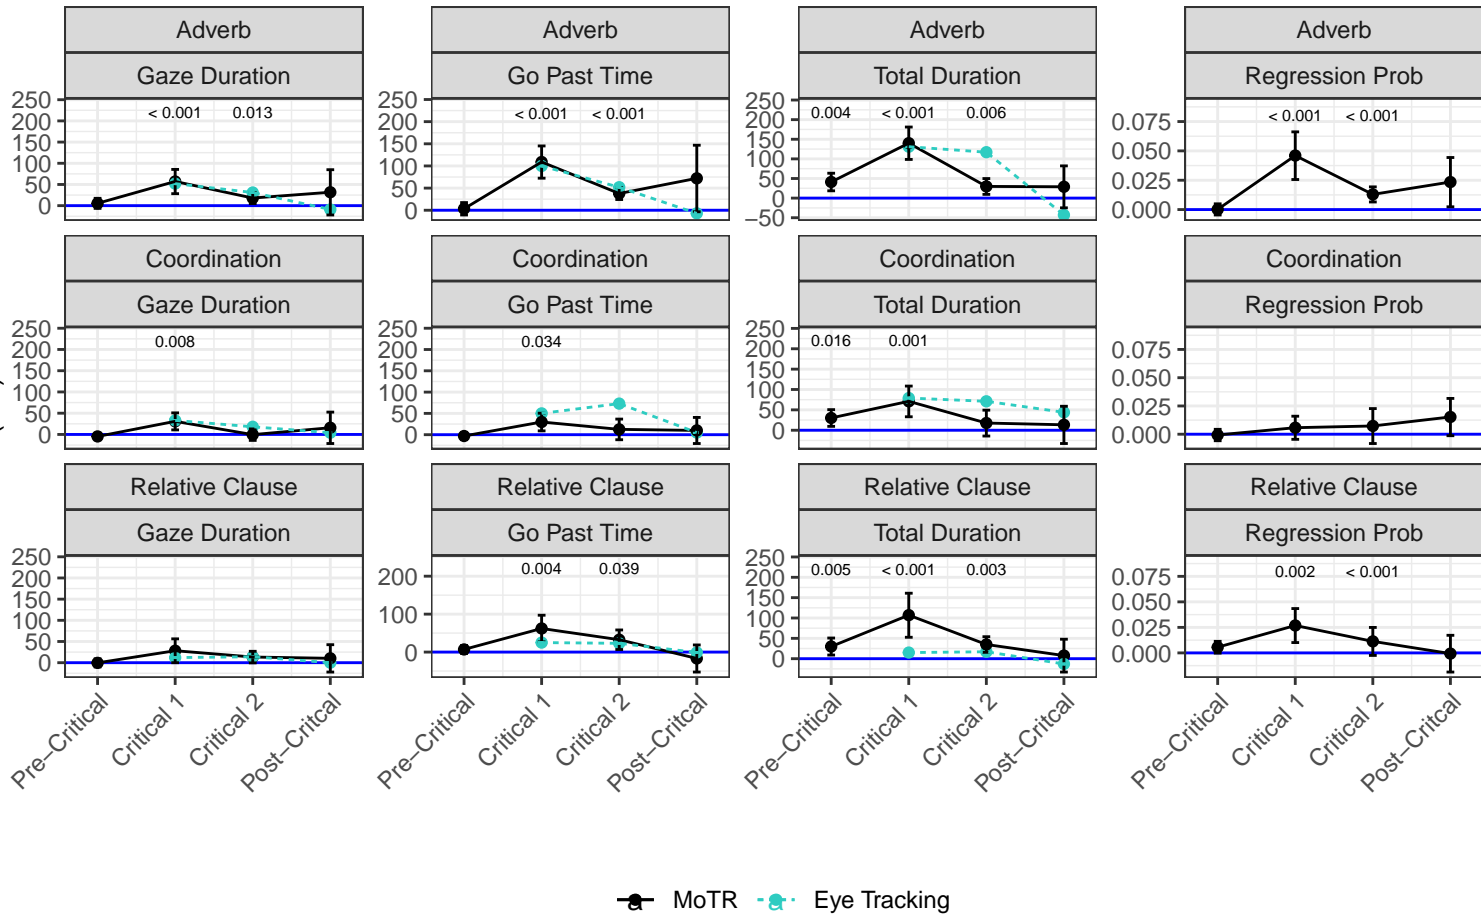 Adverb Adverb Adverb Adverb
Gaze Duration Go Past Time Total Duration Regression Prob
250 200 150 100 50 0
< 0.001 0.013
250 200 150 100 50 0
< 0.001 < 0.001
250 200 150 100 50 0 −50
0.004 < 0.001 0.006
0.075 0.050 0.025 0.000
< 0.001 < 0.001
Coordination Coordination Coordination Coordination
Gaze Duration Go Past Time Total Duration Regression Prob
250 200 150 100 50 0
0.008
250 200 150 100 50 0
0.034
250 200 150 100 50 0
0.016 0.001
0.075 0.050 0.025 0.000
Relative Clause Relative Clause Relative Clause Relative Clause
Gaze Duration Go Past Time Total Duration Regression Prob
250 200 150 100 50 0
200 100 0
0.004 0.039
250 200 150 100 50 0
0.005 < 0.001 0.003
0.075 0.050 0.025 0.000
0.002 < 0.001
Pre−Critical Critical 1 Critical 2 Post−Critcal
Pre−Critical Critical 1 Critical 2 Post−Critcal
Pre−Critical Critical 1 Critical 2 Post−Critcal
Pre−Critical Critical 1 Critical 2 Post−Critcal
a MoTR a Eye Tracking